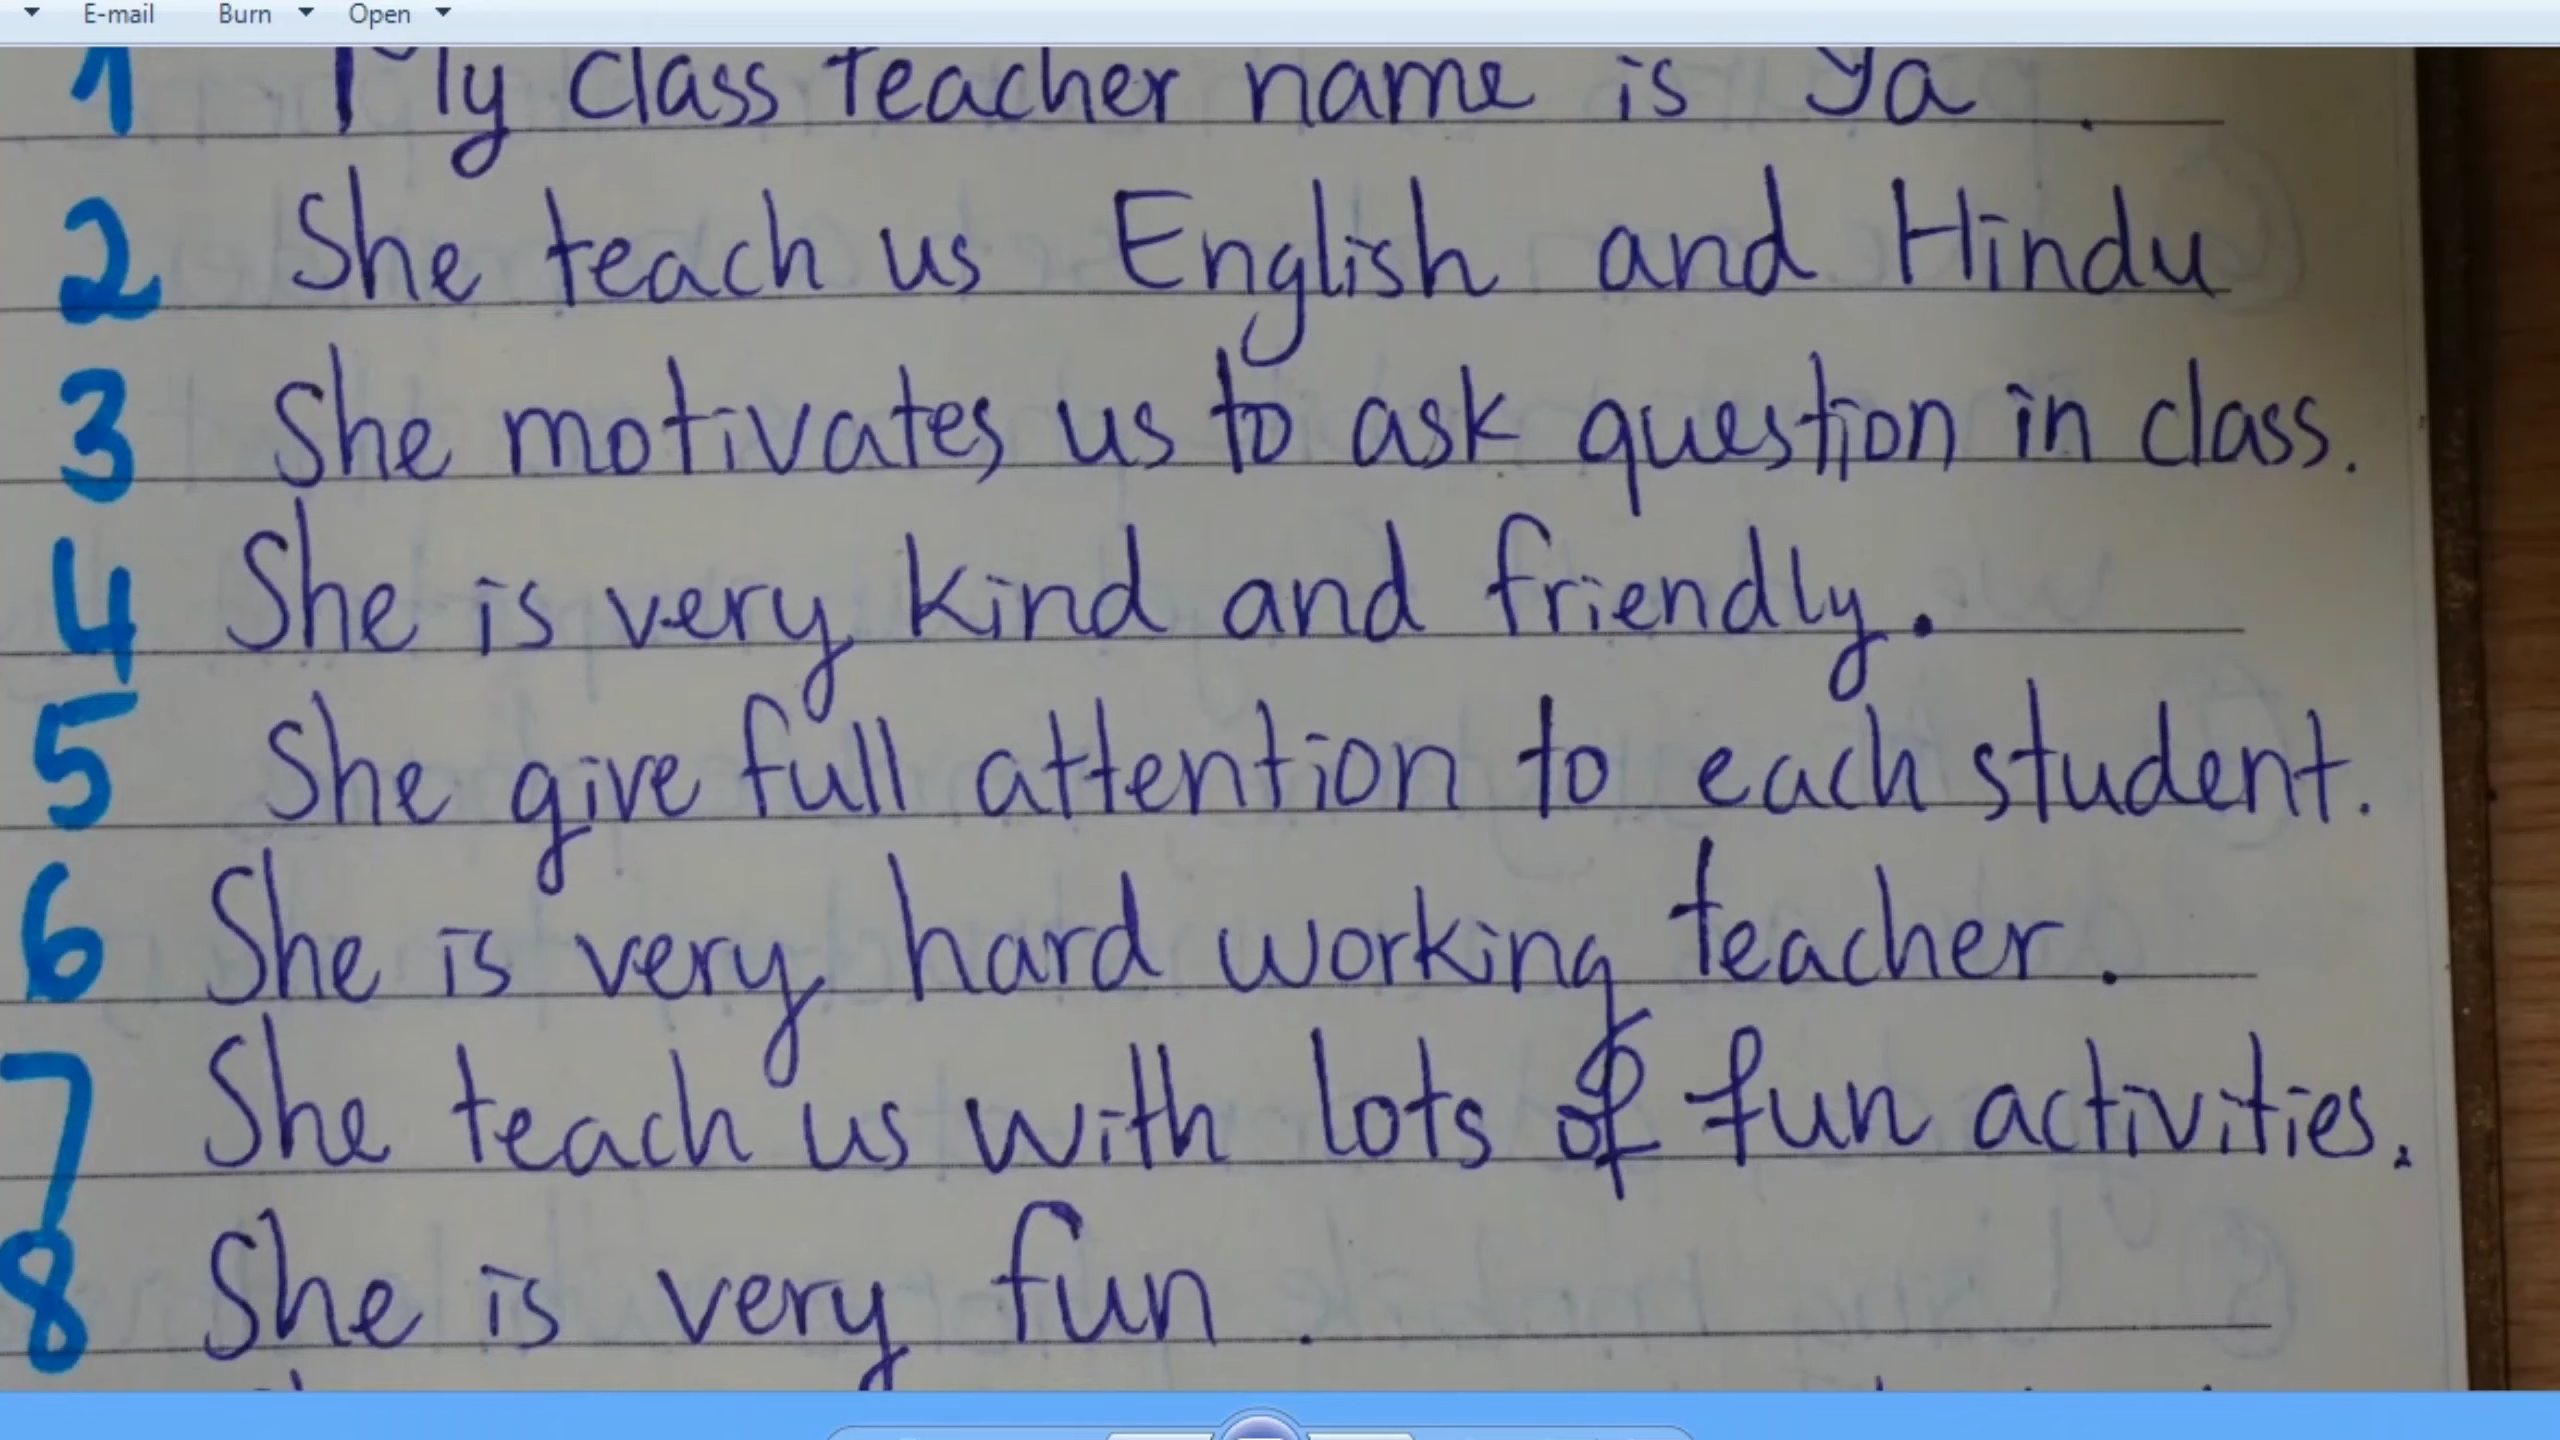 E-mail Burn Open
1 My class teacher name is Ya .
2 She teach us English and Hindu
3 She motivates us to ask question in class.
4 She is very kind and friendly.
5 She give full attention to each student.
6 She is very hard working teacher.
7 She teach us with lots of fun activities.
8 She is very fun .